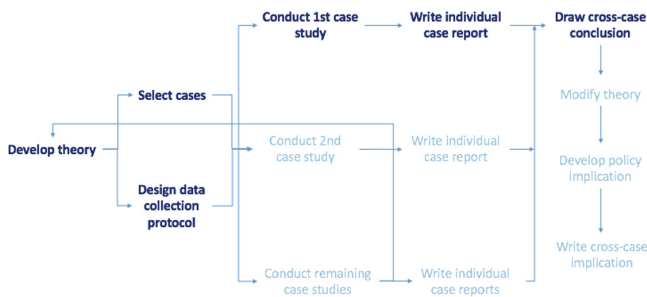 Conduct 1st case
study
Write individual
case report
Draw cross-case
conclusion
Select cases
Modify theory
Develop theory
Conduct 2nd
case study
Write individual
case report
Develop policy
implication
Design data
collection
protocol
Write cross-case
implication
Conduct remaining
case studies
Write individual
case reports